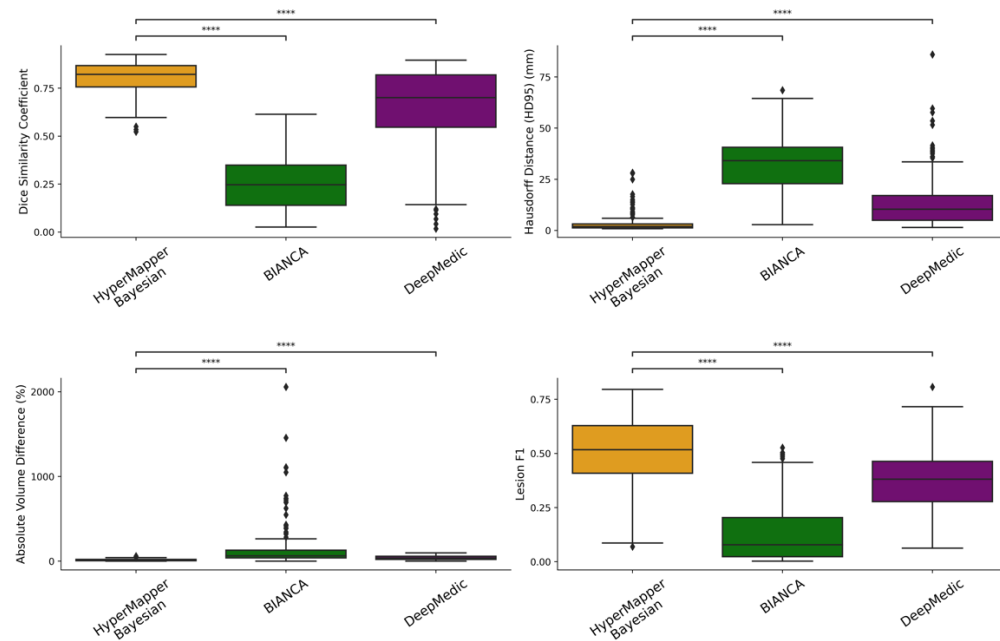 ****
****
Dice Similarity Coefficient
0.75
0.50
0.25
0.00
HyperMapper
Bayesian
BIANCA
DeepMedic
****
****
Hausdorff Distance (HD95) (mm)
75
50
25
0
HyperMapper
Bayesian
BIANCA
DeepMedic
****
****
Absolute Volume Difference (%)
2000
1000
0
HyperMapper
Bayesian
BIANCA
DeepMedic
****
****
Lesion F1
0.75
0.50
0.25
0.00
HyperMapper
Bayesian
BIANCA
DeepMedic